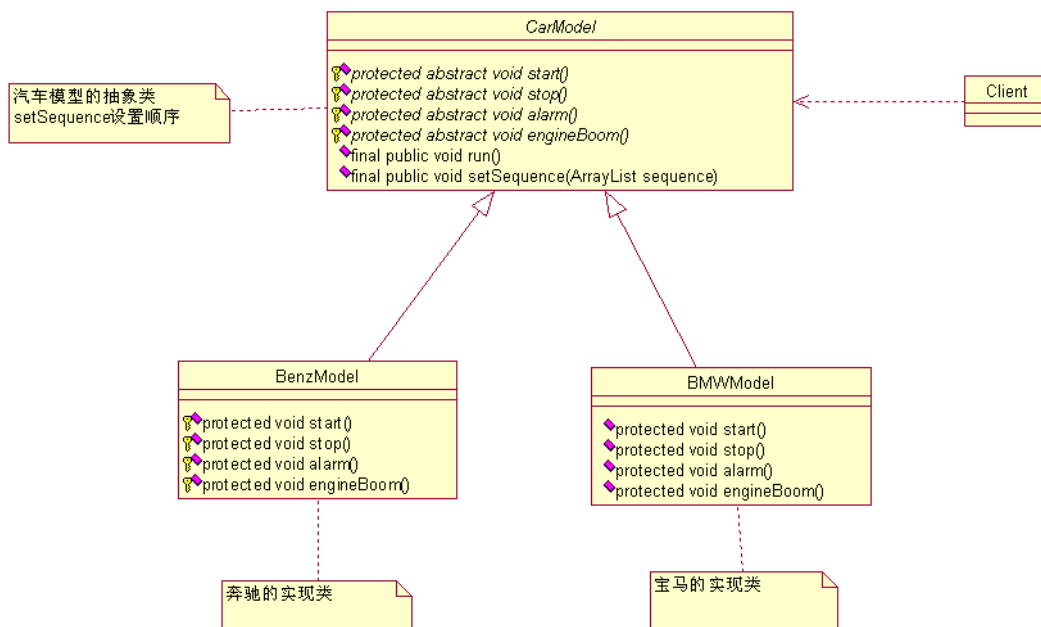 CarModel
protected abstract void start()
protected abstract void stop()
protected abstract void alarm()
protected abstract void engineBoom()
final public void run()
final public void setSequence(ArrayList sequence)
汽车模型的抽象类
setSequence设置顺序
Client
BenzModel
protected void start()
protected void stop()
protected void alarm()
protected void engineBoom()
BMWModel
protected void start()
protected void stop()
protected void alarm()
protected void engineBoom()
奔驰的实现类
宝马的实现类